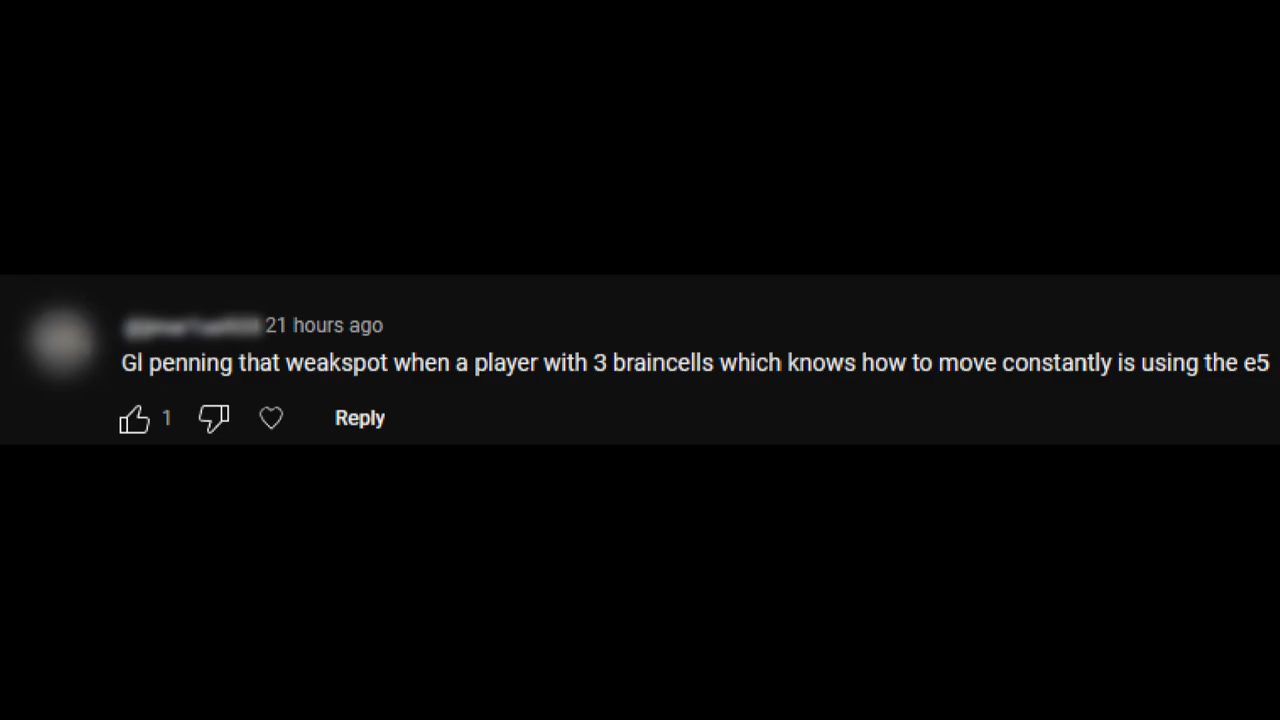 21 hours ago
Gl penning that weakspot when a player with 3 braincells which knows how to move constantly is using the e5
1 Reply